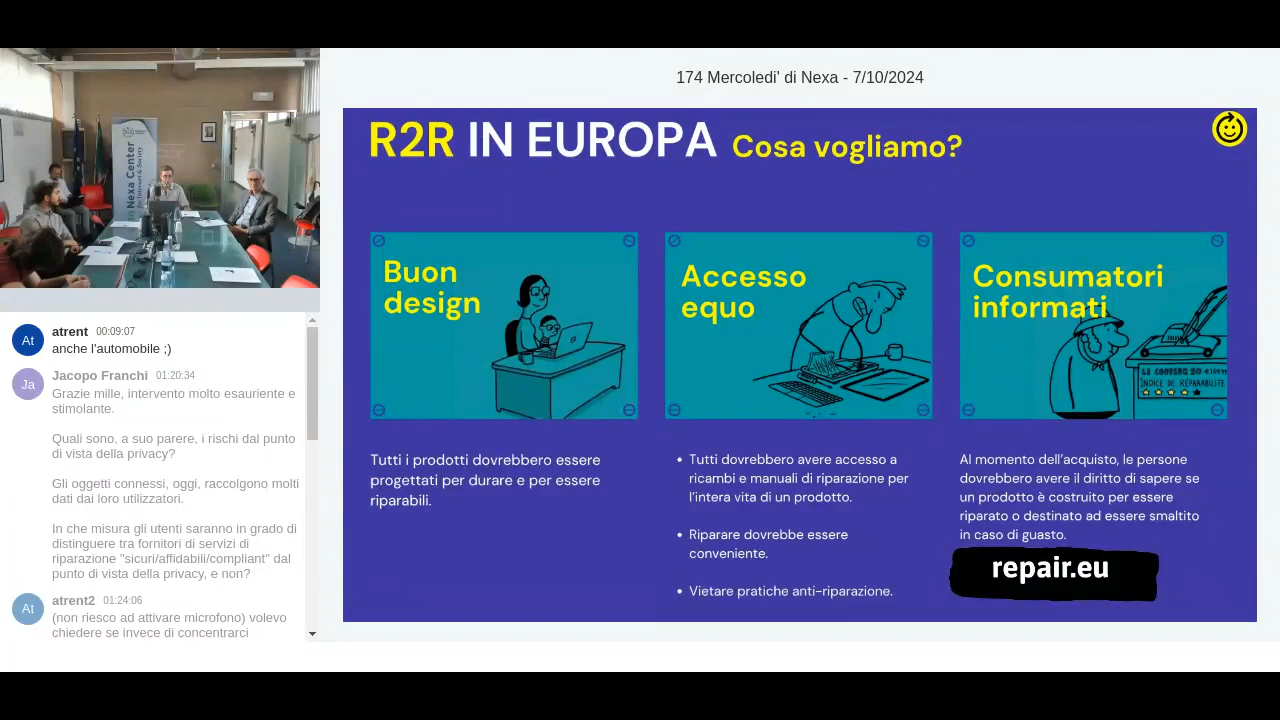 174 Mercoledi' di Nexa - 7/10/2024
R2R IN EUROPA Cosa vogliamo?
Buon
design
Accesso
equo
Consumatori
informati
LE CONTEUR 50 €159,99
INDICE DE RÉPARABILITÉ
Tutti i prodotti dovrebbero essere
progettati per durare e per essere
riparabili.
• Tutti dovrebbero avere accesso a
ricambi e manuali di riparazione per
l'intera vita di un prodotto.
• Riparare dovrebbe essere
conveniente.
• Vietare pratiche anti-riparazione.
Al momento dell'acquisto, le persone
dovrebbero avere il diritto di sapere se
un prodotto è costruito per essere
riparato o destinato ad essere smaltito
in caso di guasto.
repair.eu
Nexa Center
for Internet & Society
At
atrent 00:09:07
anche l'automobile ;)
Ja
Jacopo Franchi 01:20:34
Grazie mille, intervento molto esauriente e
stimolante.
Quali sono, a suo parere, i rischi dal punto
di vista della privacy?
Gli oggetti connessi, oggi, raccolgono molti
dati dai loro utilizzatori.
In che misura gli utenti saranno in grado di
distinguere tra fornitori di servizi di
riparazione "sicuri/affidabili/compliant" dal
punto di vista della privacy, e non?
At
atrent2 01:24:06
(non riesco ad attivare microfono) volevo
chiedere se invece di concentrarci